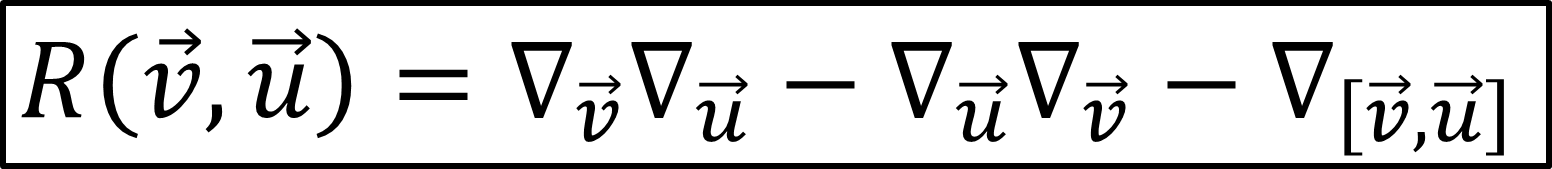 R(v⃗, u⃗) = ∇_v⃗ ∇_u⃗ − ∇_u⃗ ∇_v⃗ − ∇_[v⃗,u⃗]